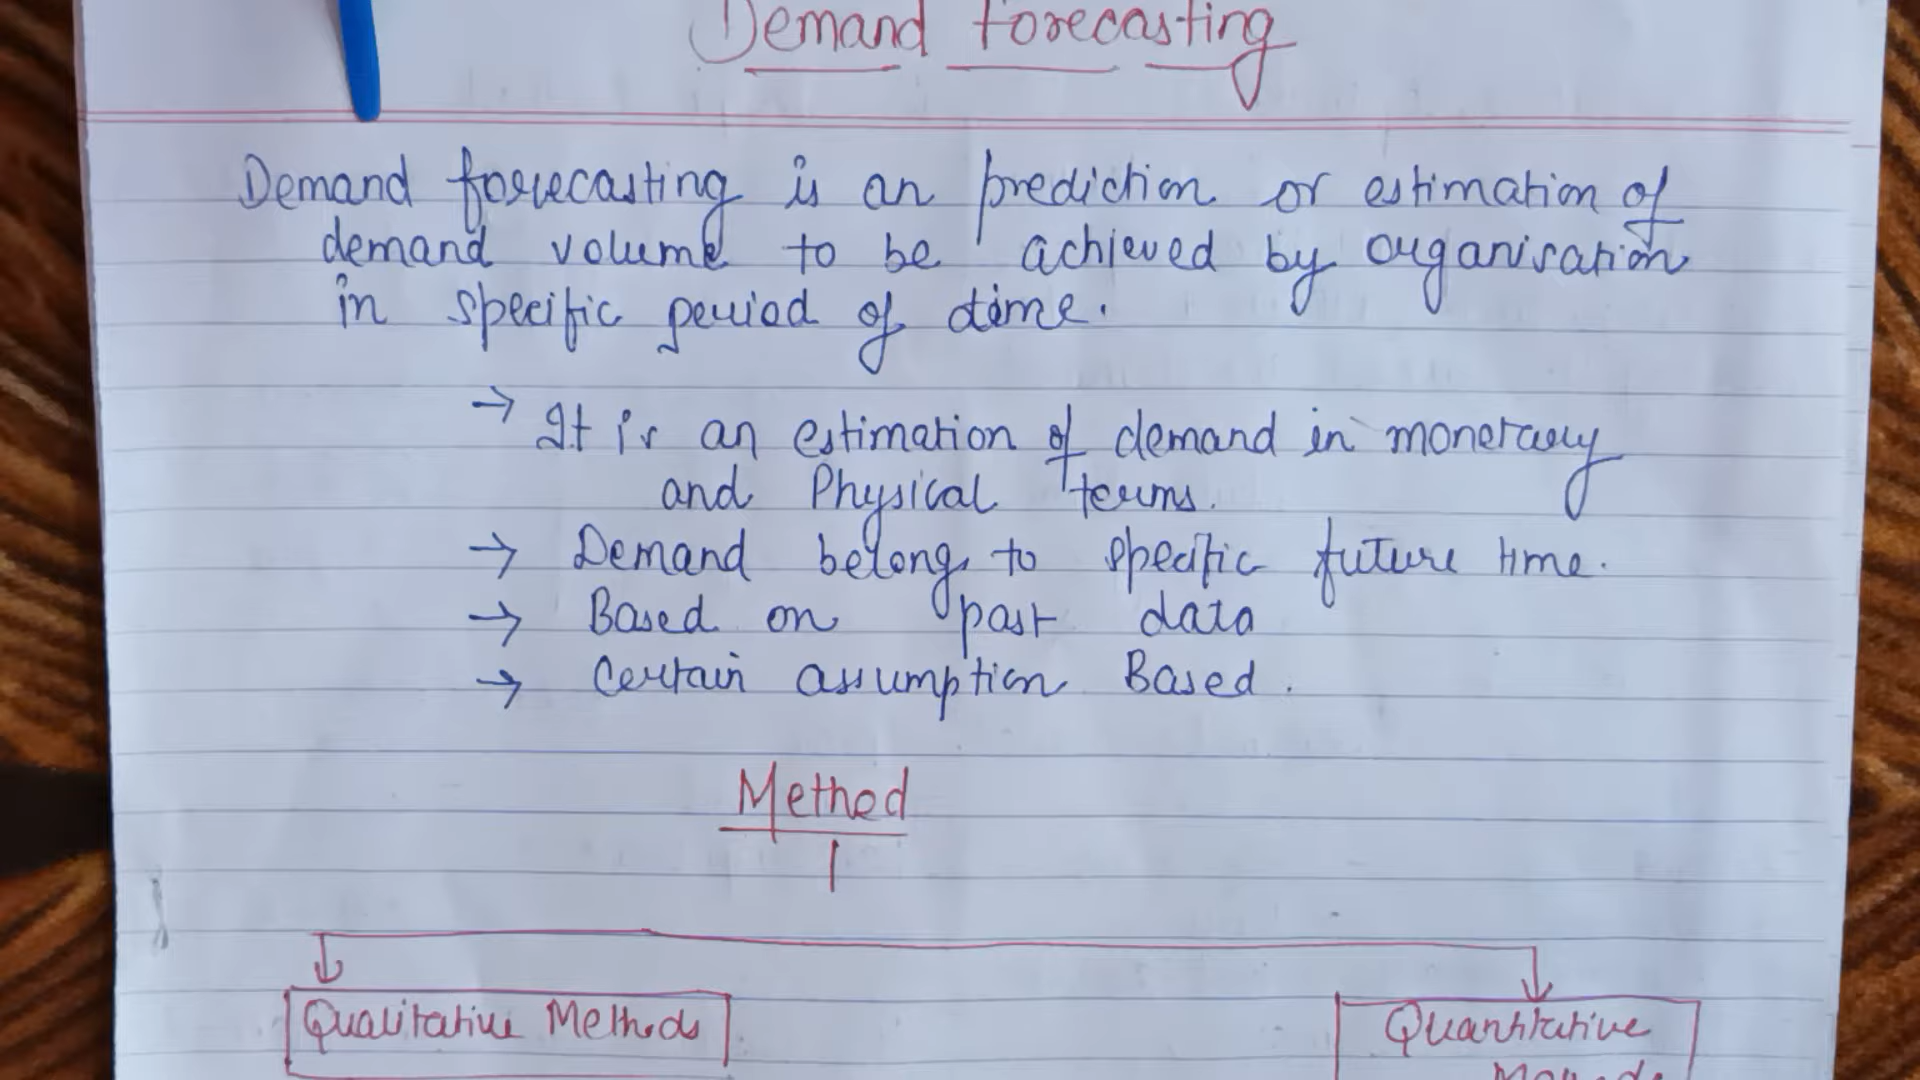 Demand forecasting
Demand forecasting is an prediction or estimation of
demand volume to be achieved by organisation
in specific period of time.
→ It is an estimation of demand in monetary
and Physical terms.
→ Demand belong to specific future time.
→ Based on past data
→ Certain assumption Based.
Method
Qualitative Methods
Quantitative
Methods